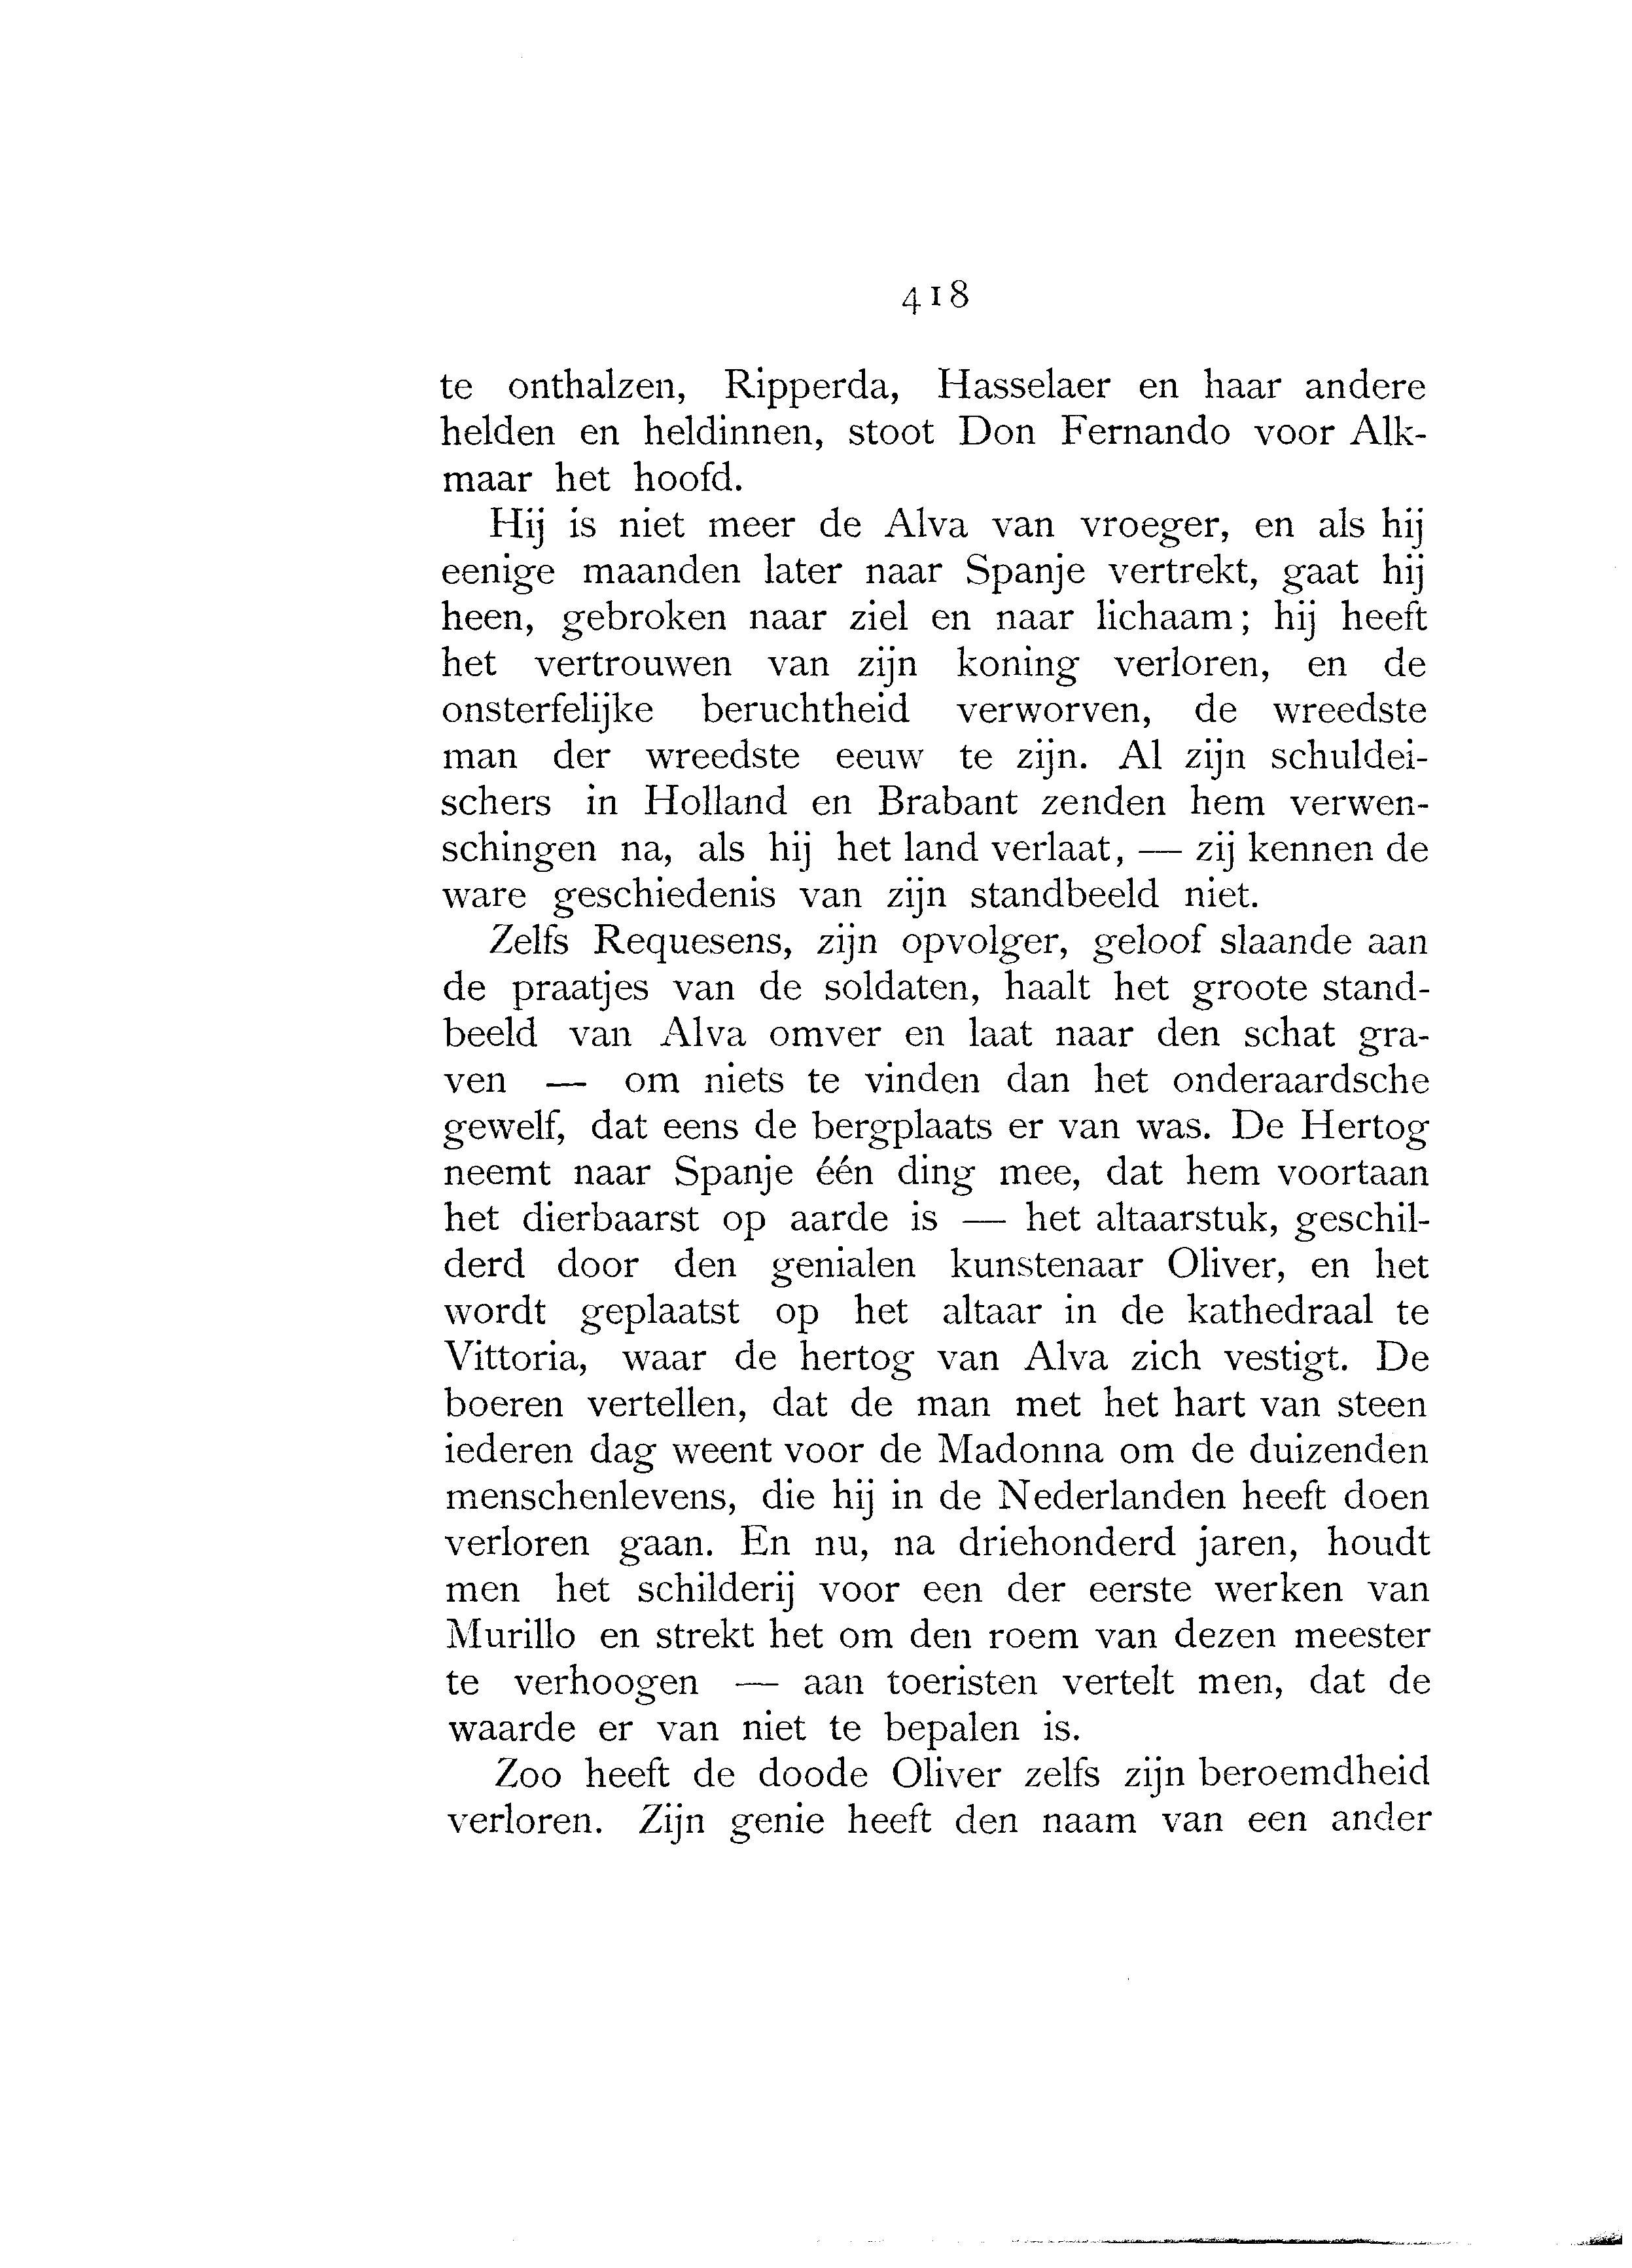 418
te onthalzen, Ripperda, Hasselaer en haar andere
helden en heldinnen, stoot Don Fernando voor Alk-
maar het hoofd.
Hij is niet meer de Alva van vroeger, en als hij
eenige maanden later naar Spanje vertrekt, gaat hij
heen, gebroken naar ziel en naar lichaam; hij heeft
het vertrouwen van zijn koning verloren, en de
onsterfelijke beruchtheid verworven, de wreedste
man der wreedste eeuw te zijn. Al zijn schuldei-
schers in Holland en Brabant zenden hem verwen-
schingen na, als hij het land verlaat, — zij kennen de
ware geschiedenis van zijn standbeeld niet.
Zelfs Requesens, zijn opvolger, geloof slaande aan
de praatjes van de soldaten, haalt het groote stand-
beeld van Alva omver en laat naar den schat gra-
ven — om niets te vinden dan het onderaardsche
gewelf, dat eens de bergplaats er van was. De Hertog
neemt naar Spanje één ding mee, dat hem voortaan
het dierbaarst op aarde is — het altaarstuk, geschil-
derd door den genialen kunstenaar Oliver, en het
wordt geplaatst op het altaar in de kathedraal te
Vittoria, waar de hertog van Alva zich vestigt. De
boeren vertellen, dat de man met het hart van steen
iederen dag weent voor de Madonna om de duizenden
menschenlevens, die hij in de Nederlanden heeft doen
verloren gaan. En nu, na driehonderd jaren, houdt
men het schilderij voor een der eerste werken van
Murillo en strekt het om den roem van dezen meester
te verhoogen — aan toeristen vertelt men, dat de
waarde er van niet te bepalen is.
Zoo heeft de doode Oliver zelfs zijn beroemdheid
verloren. Zijn genie heeft den naam van een ander